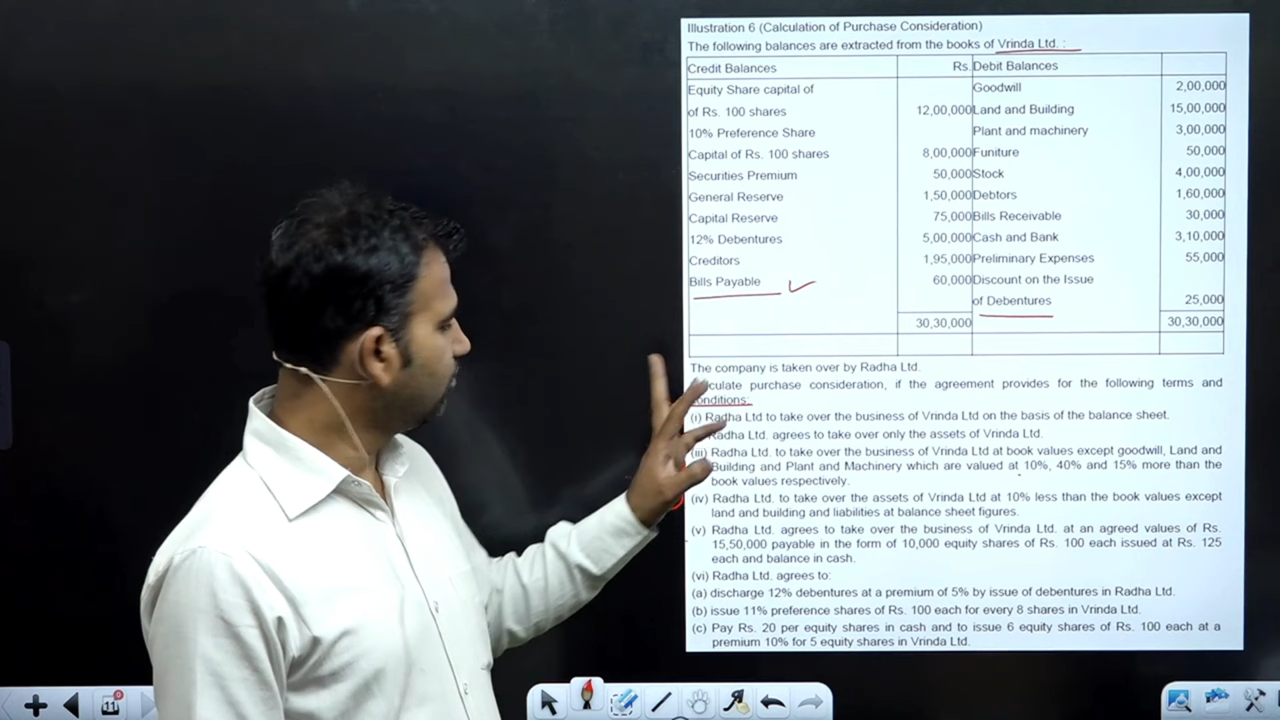 Illustration 6 (Calculation of Purchase Consideration)
The following balances are extracted from the books of Vrinda Ltd. :
Credit Balances Rs. Debit Balances
Equity Share capital of Goodwill 2,00,000
of Rs. 100 shares 12,00,000 Land and Building 15,00,000
10% Preference Share Plant and machinery 3,00,000
Capital of Rs. 100 shares 8,00,000 Funiture 50,000
Securities Premium 50,000 Stock 4,00,000
General Reserve 1,50,000 Debtors 1,60,000
Capital Reserve 75,000 Bills Receivable 30,000
12% Debentures 5,00,000 Cash and Bank 3,10,000
Creditors 1,95,000 Preliminary Expenses 55,000
Bills Payable 60,000 Discount on the Issue
of Debentures 25,000
30,30,000 30,30,000
The company is taken over by Radha Ltd.
purchase consideration, if the agreement provides for the following terms and
conditions:
(i) Radha Ltd to take over the business of Vrinda Ltd on the basis of the balance sheet.
Radha Ltd. agrees to take over only the assets of Vrinda Ltd.
(iii) Radha Ltd. to take over the business of Vrinda Ltd at book values except goodwill, Land and
Building and Plant and Machinery which are valued at 10%, 40% and 15% more than the
book values respectively.
(iv) Radha Ltd. to take over the assets of Vrinda Ltd at 10% less than the book values except
land and building and liabilities at balance sheet figures.
(v) Radha Ltd. agrees to take over the business of Vrinda Ltd. at an agreed values of Rs.
15,50,000 payable in the form of 10,000 equity shares of Rs. 100 each issued at Rs. 125
each and balance in cash.
(vi) Radha Ltd. agrees to:
(a) discharge 12% debentures at a premium of 5% by issue of debentures in Radha Ltd.
(b) issue 11% preference shares of Rs. 100 each for every 8 shares in Vrinda Ltd.
(c) Pay Rs. 20 per equity shares in cash and to issue 6 equity shares of Rs. 100 each at a
premium 10% for 5 equity shares in Vrinda Ltd.
11